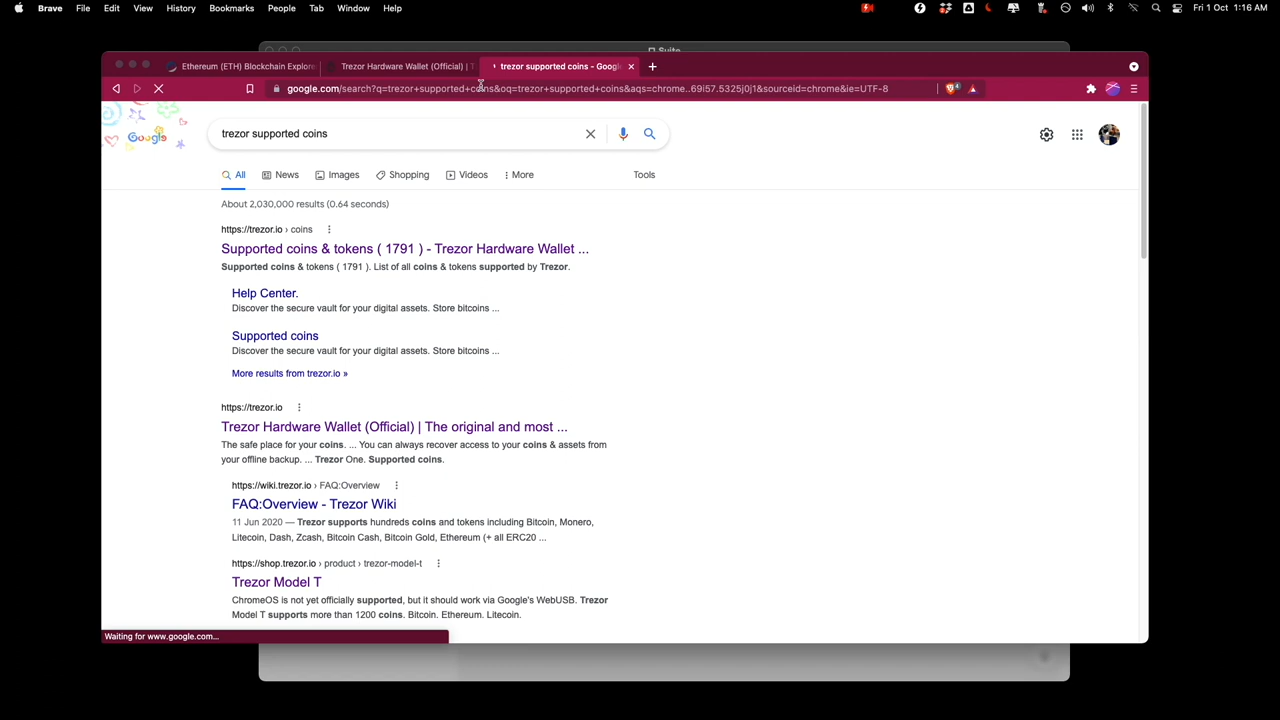 Brave File Edit View History Bookmarks People Tab Window Help
Fri 1 Oct 1:16 AM
Suite
Ethereum (ETH) Blockchain Explore
Trezor Hardware Wallet (Official) | T
trezor supported coins - Googl
google.com/search?q=trezor+supported+coins&oq=trezor+supported+coins&aqs=chrome..69i57.5325j0j1&sourceid=chrome&ie=UTF-8
Google
trezor supported coins
All News Images Shopping Videos More Tools
About 2,030,000 results (0.64 seconds)
https://trezor.io › coins
Supported coins & tokens ( 1791 ) - Trezor Hardware Wallet ...
Supported coins & tokens ( 1791 ). List of all coins & tokens supported by Trezor.
Help Center.
Discover the secure vault for your digital assets. Store bitcoins ...
Supported coins
Discover the secure vault for your digital assets. Store bitcoins ...
More results from trezor.io »
https://trezor.io
Trezor Hardware Wallet (Official) | The original and most ...
The safe place for your coins. ... You can always recover access to your coins & assets from
your offline backup. ... Trezor One. Supported coins.
https://wiki.trezor.io › FAQ:Overview
FAQ:Overview - Trezor Wiki
11 Jun 2020 — Trezor supports hundreds coins and tokens including Bitcoin, Monero,
Litecoin, Dash, Zcash, Bitcoin Cash, Bitcoin Gold, Ethereum (+ all ERC20 ...
https://shop.trezor.io › product › trezor-model-t
Trezor Model T
ChromeOS is not yet officially supported, but it should work via Google's WebUSB. Trezor
Model T supports more than 1200 coins. Bitcoin. Ethereum. Litecoin.
Waiting for www.google.com...